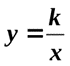 y = k/x